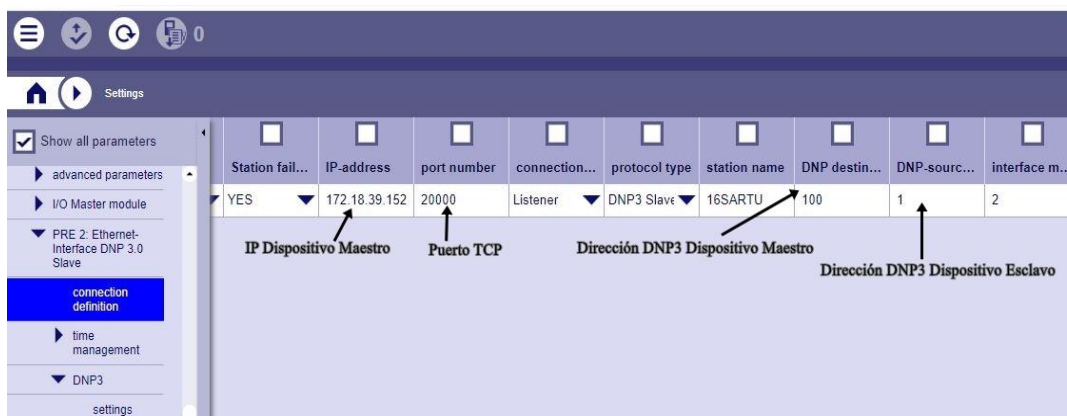 0
Settings
Show all parameters
advanced parameters
I/O Master module
PRE 2: Ethernet-
Interface DNP 3.0
Slave
connection
definition
time
management
DNP3
settings
Station fail... IP-address port number connection... protocol type station name DNP destin... DNP-sourc... interface m...
YES 172.18.39.152 20000 Listener DNP3 Slave 16SARTU 100 1 2
IP Dispositivo Maestro Puerto TCP Dirección DNP3 Dispositivo Maestro
Dirección DNP3 Dispositivo Esclavo